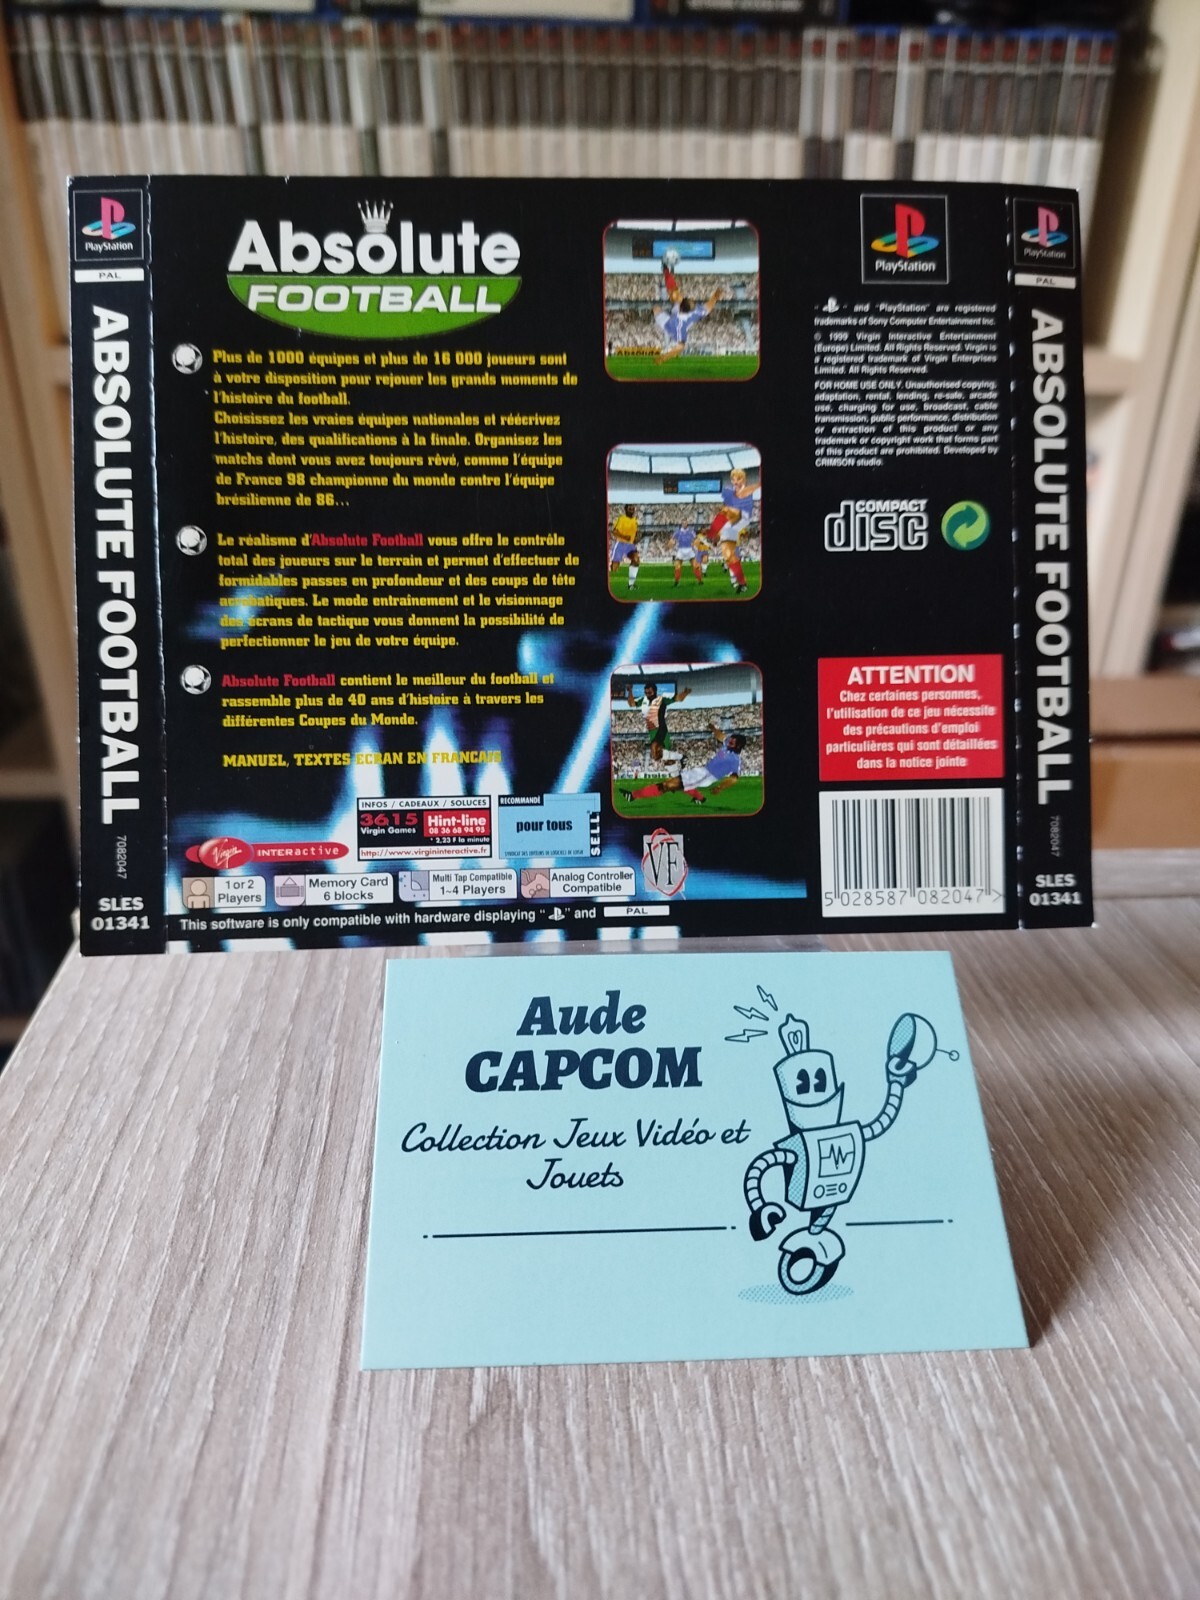 PlayStation
PAL
ABSOLUTE FOOTBALL
7082047
SLES
01341
Absolute
FOOTBALL
Plus de 1000 équipes et plus de 16 000 joueurs sont
à votre disposition pour rejouer les grands moments de
l'histoire du football.
Choisissez les vraies équipes nationales et réécrivez
l'histoire, des qualifications à la finale. Organisez les
matchs dont vous avez toujours rêvé, comme l'équipe
de France 98 championne du monde contre l'équipe
brésilienne de 86...
Le réalisme d'Absolute Football vous offre le contrôle
total des joueurs sur le terrain et permet d'effectuer de
formidables passes en profondeur et des coups de tête
acrobatiques. Le mode entraînement et le visionnage
des écrans de tactique vous donnent la possibilité de
perfectionner le jeu de votre équipe.
Absolute Football contient le meilleur du football et
rassemble plus de 40 ans d'histoire à travers les
différentes Coupes du Monde.
MANUEL, TEXTES ECRAN EN FRANCAIS
Virgin INTERACTIVE
INFOS / CADEAUX / SOLUCES
3615
Virgin Games
Hint-line
08 36 68 94 95
* 2,23 F la minute
http://www.virgininteractive.fr
RECOMMANDÉ
pour tous
SELL
VF
1 or 2
Players
Memory Card
6 blocks
Multi Tap Compatible
1~4 Players
Analog Controller
Compatible
This software is only compatible with hardware displaying " " and PAL
PlayStation
" " and "PlayStation" are registered
trademarks of Sony Computer Entertainment Inc.
© 1999 Virgin Interactive Entertainment
(Europe) Limited. All Rights Reserved. Virgin is
a registered trademark of Virgin Enterprises
Limited. All Rights Reserved.
FOR HOME USE ONLY. Unauthorised copying,
adaptation, rental, lending, re-sale, arcade
use, charging for use, broadcast, cable
transmission, public performance, distribution
or extraction of this product or any
trademark or copyright work that forms part
of this product are prohibited. Developed by
CRIMSON studio.
COMPACT
disc
ATTENTION
Chez certaines personnes,
l'utilisation de ce jeu nécessite
des précautions d'emploi
particulières qui sont détaillées
dans la notice jointe
5 028587 082047 >
PlayStation
PAL
ABSOLUTE FOOTBALL
7082047
SLES
01341
Aude
CAPCOM
Collection Jeux Vidéo et
Jouets